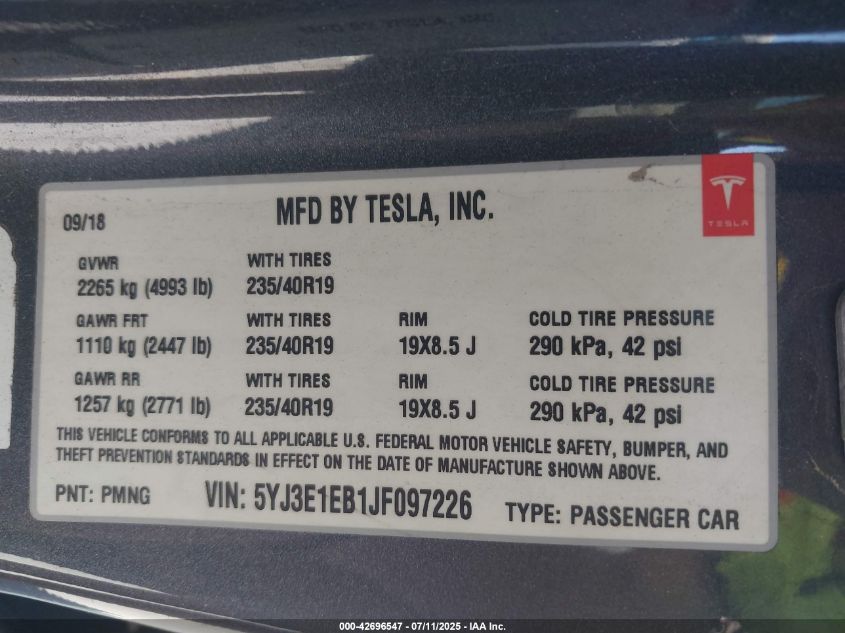 09/18
MFD BY TESLA, INC.
TESLA
GVWR WITH TIRES
2265 kg (4993 lb) 235/40R19
GAWR FRT WITH TIRES RIM COLD TIRE PRESSURE
1110 kg (2447 lb) 235/40R19 19X8.5 J 290 kPa, 42 psi
GAWR RR WITH TIRES RIM COLD TIRE PRESSURE
1257 kg (2771 lb) 235/40R19 19X8.5 J 290 kPa, 42 psi
THIS VEHICLE CONFORMS TO ALL APPLICABLE U.S. FEDERAL MOTOR VEHICLE SAFETY, BUMPER, AND
THEFT PREVENTION STANDARDS IN EFFECT ON THE DATE OF MANUFACTURE SHOWN ABOVE.
PNT: PMNG VIN: 5YJ3E1EB1JF097226 TYPE: PASSENGER CAR
000-42696547 - 07/11/2025 - IAA Inc.